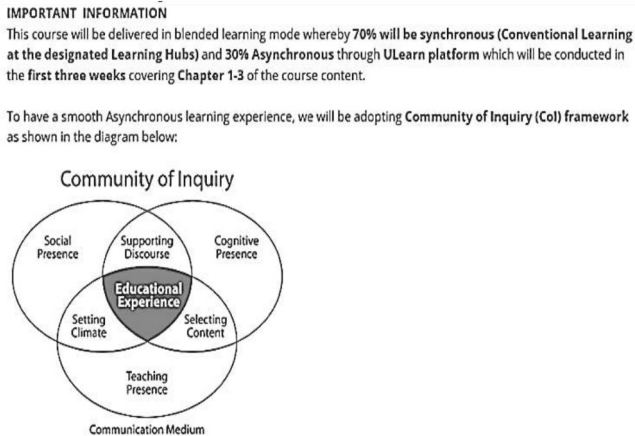 IMPORTANT INFORMATION
This course will be delivered in blended learning mode whereby 70% will be synchronous (Conventional Learning
at the designated Learning Hubs) and 30% Asynchronous through ULearn platform which will be conducted in
the first three weeks covering Chapter 1-3 of the course content.
To have a smooth Asynchronous learning experience, we will be adopting Community of Inquiry (CoI) framework
as shown in the diagram below:
Community of Inquiry
Social
Presence
Supporting
Discourse
Cognitive
Presence
Educational
Experience
Setting
Climate
Selecting
Content
Teaching
Presence
Communication Medium